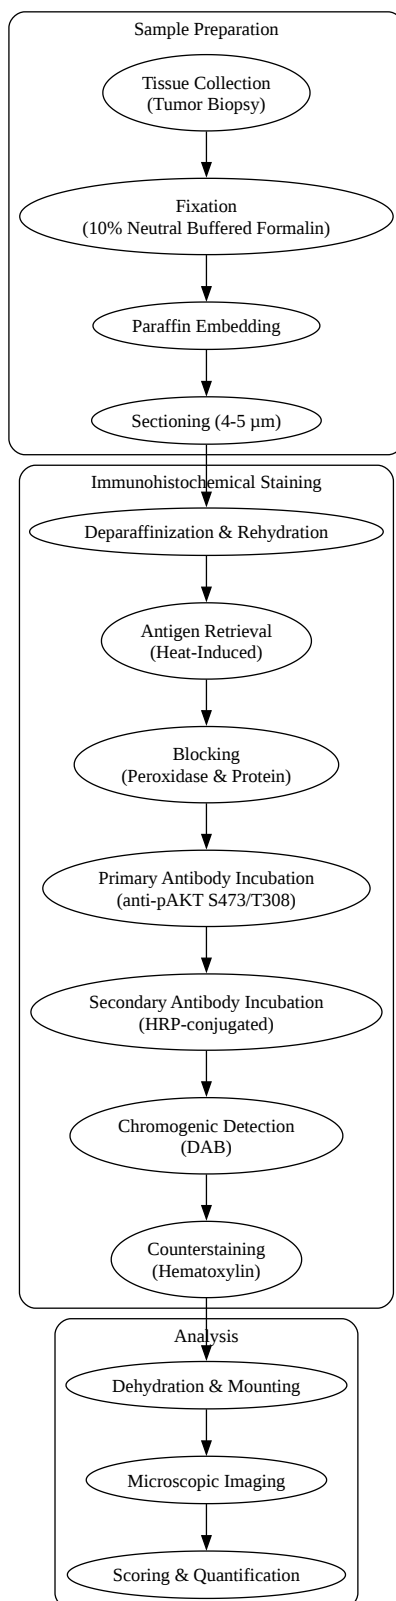 Sample Preparation
Tissue Collection
(Tumor Biopsy)
Fixation
(10% Neutral Buffered Formalin)
Paraffin Embedding
Sectioning (4-5 µm)
Immunohistochemical Staining
Deparaffinization & Rehydration
Antigen Retrieval
(Heat-Induced)
Blocking
(Peroxidase & Protein)
Primary Antibody Incubation
(anti-pAKT S473/T308)
Secondary Antibody Incubation
(HRP-conjugated)
Chromogenic Detection
(DAB)
Counterstaining
(Hematoxylin)
Analysis
Dehydration & Mounting
Microscopic Imaging
Scoring & Quantification